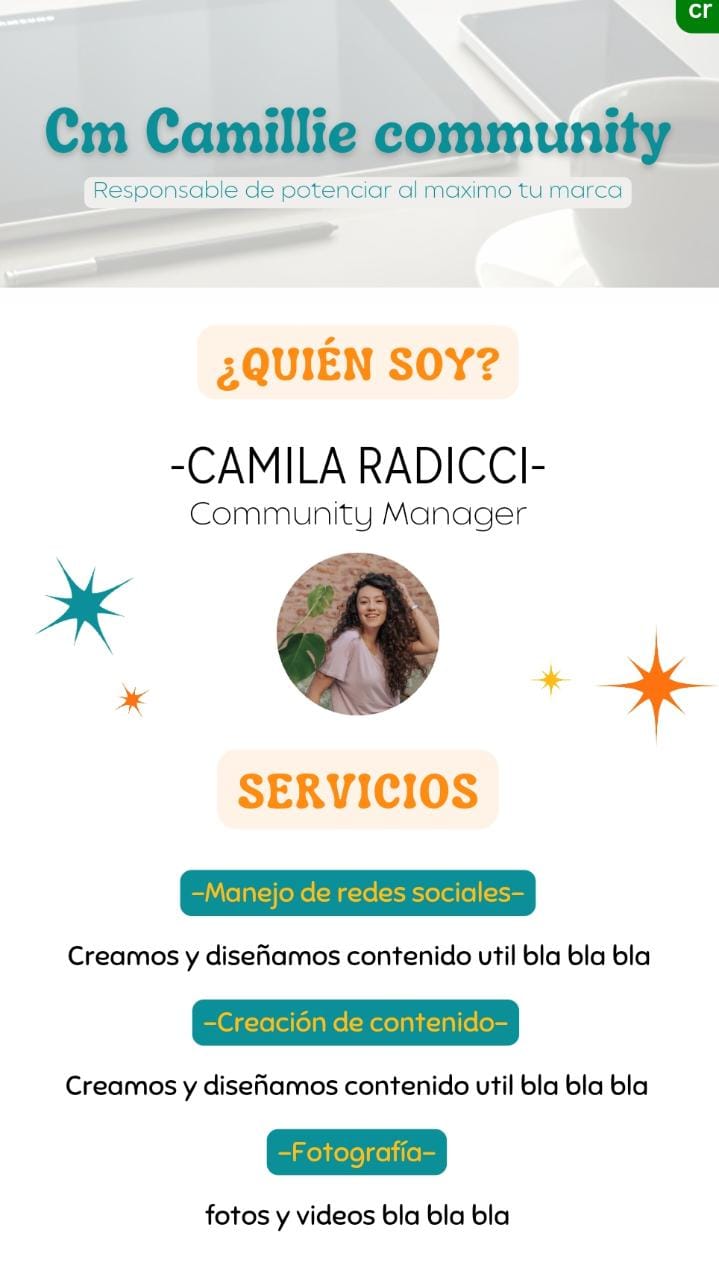 SAMSUNG
cr
Cm Camillie community
Responsable de potenciar al maximo tu marca
¿QUIÉN SOY?
-CAMILA RADICCI-
Community Manager
SERVICIOS
-Manejo de redes sociales-
Creamos y diseñamos contenido util bla bla bla
-Creación de contenido-
Creamos y diseñamos contenido util bla bla bla
-Fotografía-
fotos y videos bla bla bla